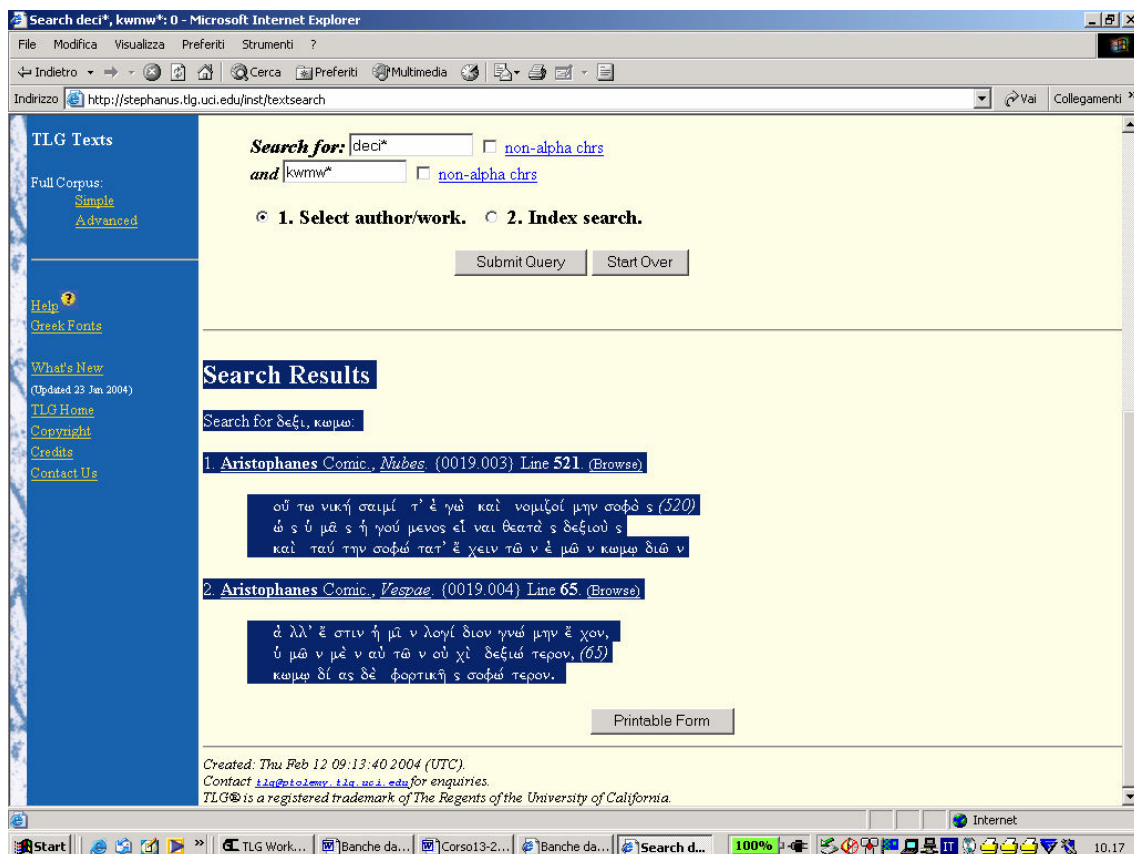 Search deci*, kwmw*: 0 - Microsoft Internet Explorer
File Modifica Visualizza Preferiti Strumenti ?
Indietro Cerca Preferiti Multimedia
Indirizzo http://stephanus.tlg.uci.edu/inst/textsearch Vai Collegamenti »
TLG Texts
Full Corpus:
Simple
Advanced
Help ?
Greek Fonts
What's New
(Updated 23 Jan 2004)
TLG Home
Copyright
Credits
Contact Us
Search for: deci* non-alpha chrs
and kwmw* non-alpha chrs
1. Select author/work. 2. Index search.
Submit Query Start Over
Search Results
Search for δεξι, κωμω:
1. Aristophanes Comic., Nubes. {0019.003} Line 521. (Browse)
οὕ τω νική σαιμί τ’ ἐ γὼ καὶ νομιζοί μην σοφὸ ς (520)
ὡ ς ὑ μᾶ ς ἡ γού μενος εἶ ναι θεατὰ ς δεξιοὺ ς
καὶ ταύ την σοφώ τατ’ ἔ χειν τῶ ν ἐ μῶ ν κωμῳ διῶ ν
2. Aristophanes Comic., Vespae. {0019.004} Line 65. (Browse)
ἀ λλ’ ἔ στιν ἡ μῖ ν λογί διον γνώ μην ἔ χον,
ὑ μῶ ν μὲ ν αὐ τῶ ν οὐ χὶ δεξιώ τερον, (65)
κωμῳ δί ας δὲ φορτικῆ ς σοφώ τερον.
Printable Form
Created: Thu Feb 12 09:13:40 2004 (UTC).
Contact tlg@ptolemy.tlg.uci.edu for enquiries.
TLG® is a registered trademark of The Regents of the University of California.
Internet
Start » TLG Work... Banche da... Corso13-2... Banche da... Search d... 100% 10.17